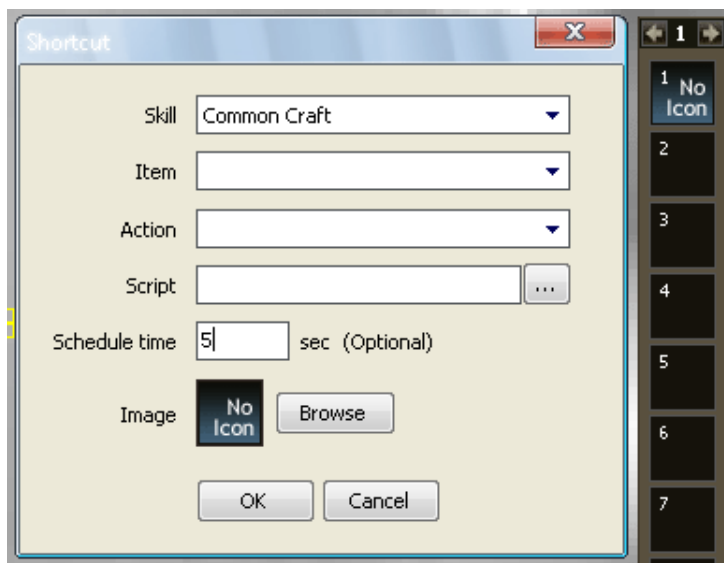 Shortcut
Skill Common Craft
Item
Action
Script ...
Schedule time 5 sec (Optional)
Image No Icon Browse
OK Cancel
1
1 No
Icon
2
3
4
5
6
7